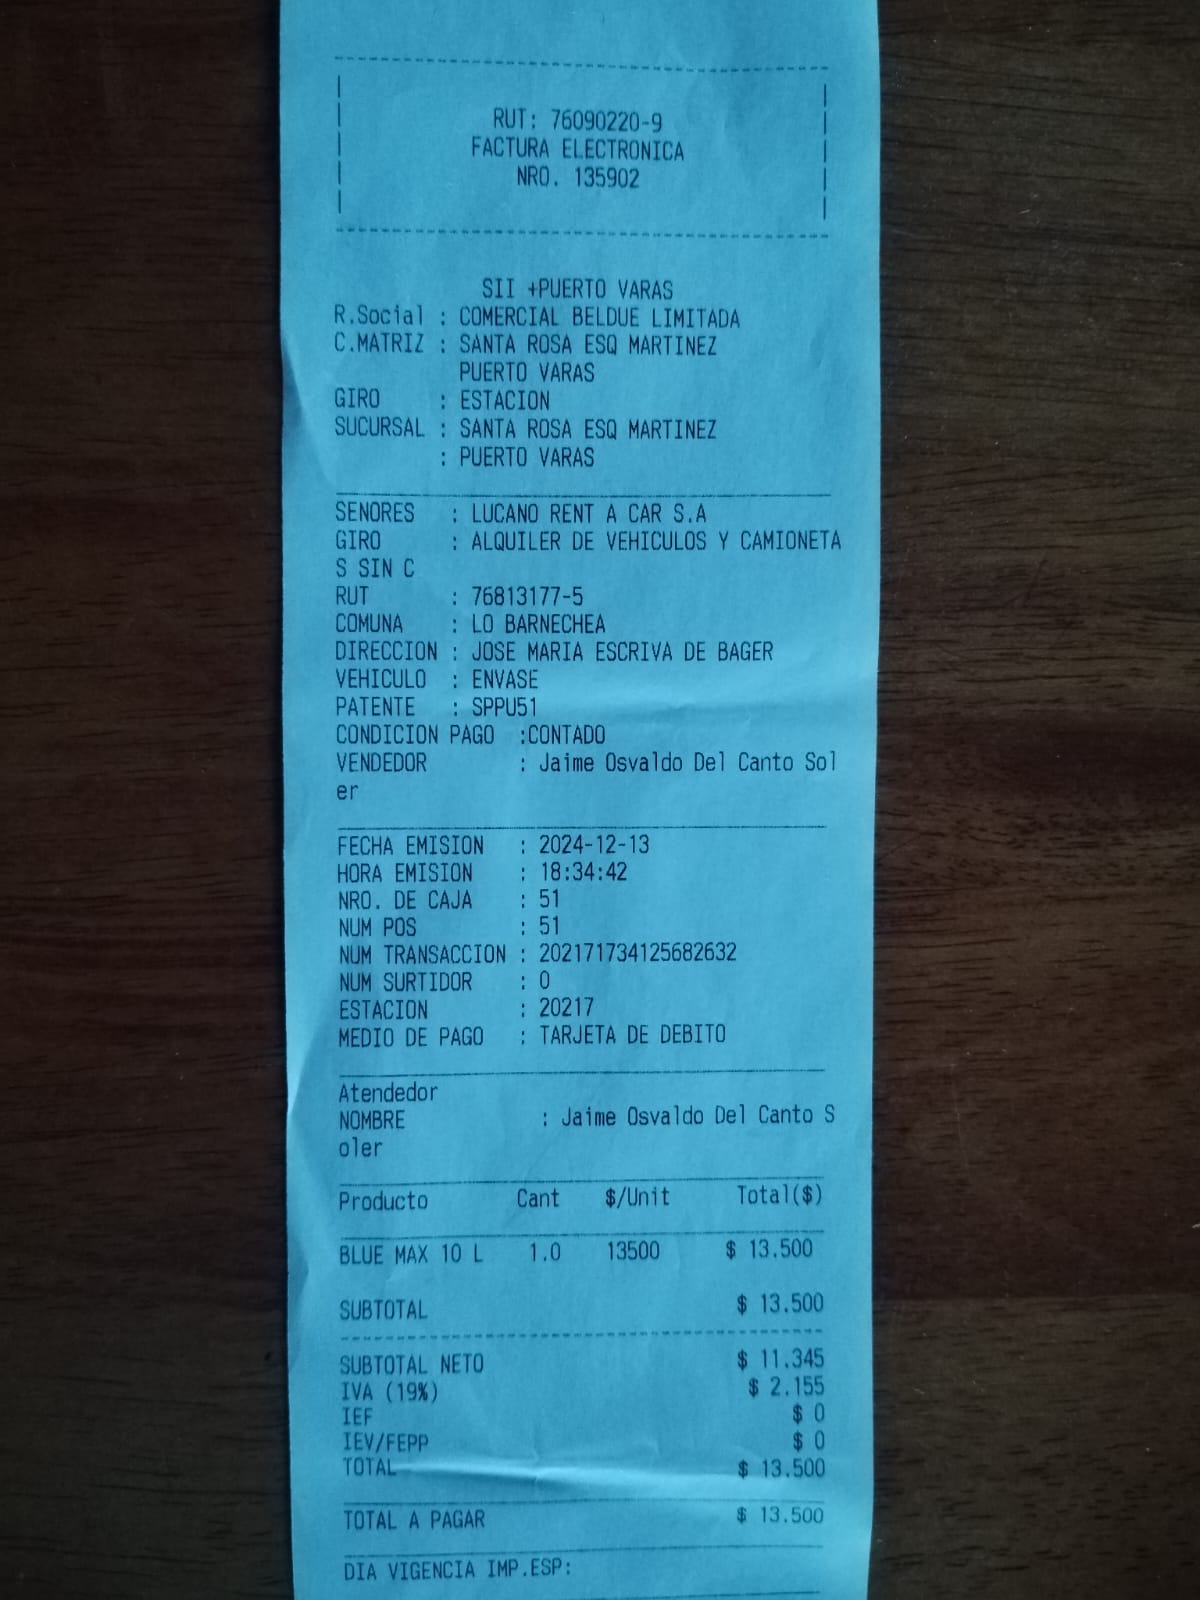 RUT: 76090220-9
FACTURA ELECTRONICA
NRO. 135902
SII +PUERTO VARAS
R.Social : COMERCIAL BELDUE LIMITADA
C.MATRIZ : SANTA ROSA ESQ MARTINEZ
PUERTO VARAS
GIRO : ESTACION
SUCURSAL : SANTA ROSA ESQ MARTINEZ
: PUERTO VARAS
SENORES : LUCANO RENT A CAR S.A
GIRO : ALQUILER DE VEHICULOS Y CAMIONETA
S SIN C
RUT : 76813177-5
COMUNA : LO BARNECHEA
DIRECCION : JOSE MARIA ESCRIVA DE BAGER
VEHICULO : ENVASE
PATENTE : SPPU51
CONDICION PAGO :CONTADO
VENDEDOR : Jaime Osvaldo Del Canto Sol
er
FECHA EMISION : 2024-12-13
HORA EMISION : 18:34:42
NRO. DE CAJA : 51
NUM POS : 51
NUM TRANSACCION : 202171734125682632
NUM SURTIDOR : 0
ESTACION : 20217
MEDIO DE PAGO : TARJETA DE DEBITO
Atendedor
NOMBRE : Jaime Osvaldo Del Canto S
oler
Producto Cant $/Unit Total($)
BLUE MAX 10 L 1.0 13500 $ 13.500
SUBTOTAL $ 13.500
SUBTOTAL NETO $ 11.345
IVA (19%) $ 2.155
IEF $ 0
IEV/FEPP $ 0
TOTAL $ 13.500
TOTAL A PAGAR $ 13.500
DIA VIGENCIA IMP.ESP: